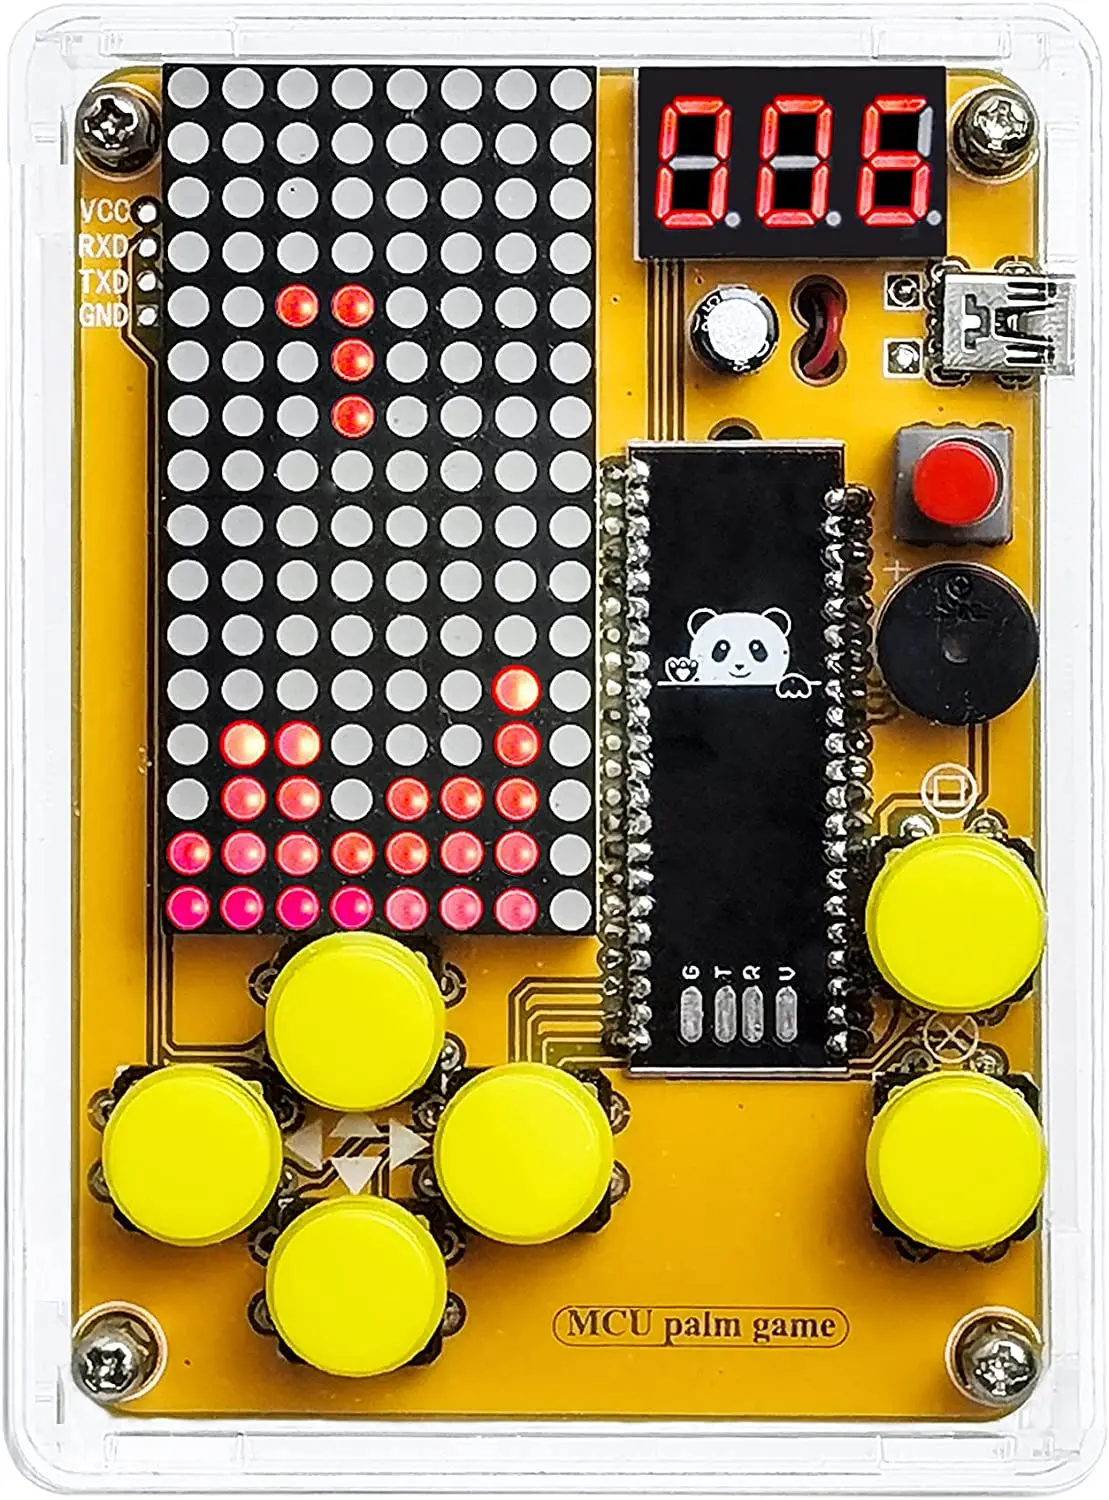 006
VCC
RXD
TXD
GND
+
G T R V
MCU palm game